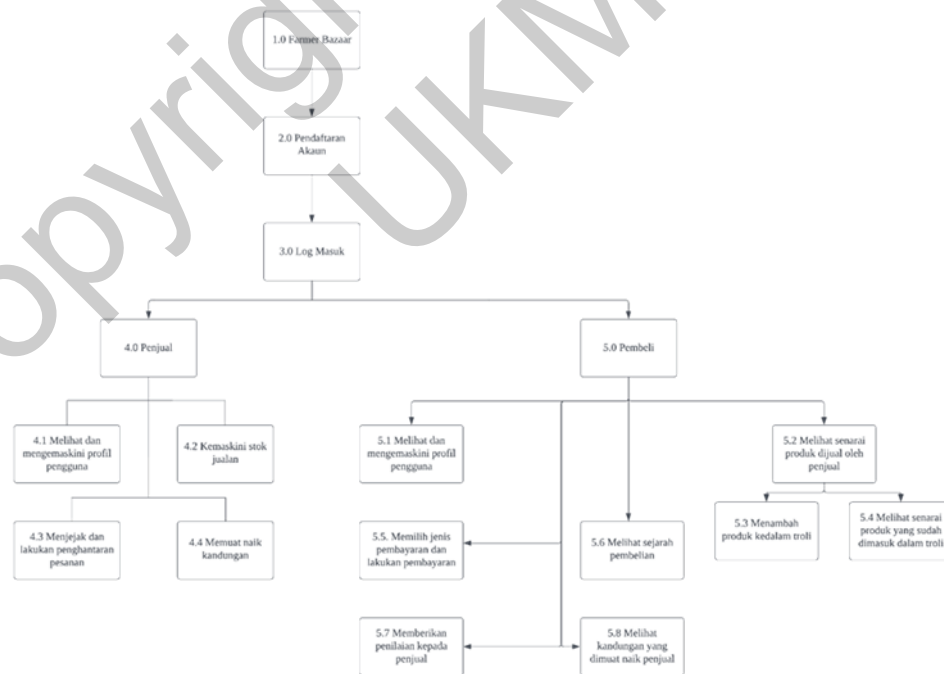 opyrigh
UKM
1.0 Farmer Bazaar
2.0 Pendaftaran
Akaun
3.0 Log Masuk
4.0 Penjual
5.0 Pembeli
4.1 Melihat dan
mengemaskini profil
pengguna
4.2 Kemaskini stok
jualan
5.1 Melihat dan
mengemaskini profil
pengguna
5.2 Melihat senarai
produk dijual oleh
penjual
4.3 Menjejak dan
lakukan penghantaran
pesanan
4.4 Memuat naik
kandungan
5.5. Memilih jenis
pembayaran dan
lakukan pembayaran
5.6 Melihat sejarah
pembelian
5.3 Menambah
produk kedalam troli
5.4 Melihat senarai
produk yang sudah
dimasuk dalam troli
5.7 Memberikan
penilaian kepada
penjual
5.8 Melihat
kandungan yang
dimuat naik penjual